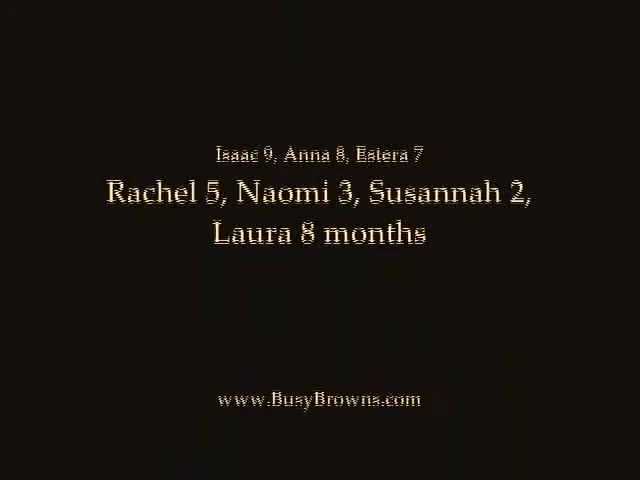 Isaac 9, Anna 8, Estera 7
Rachel 5, Naomi 3, Susannah 2,
Laura 8 months
www.BusyBrowns.com